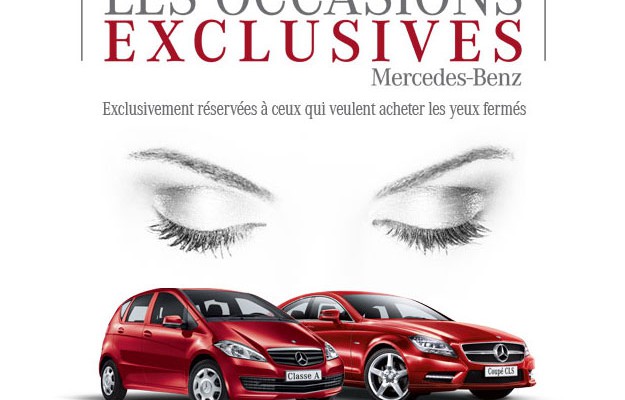 LES OCCASIONS
EXCLUSIVES
Mercedes-Benz
Exclusivement réservées à ceux qui veulent acheter les yeux fermés
Classe A
Coupé CLS